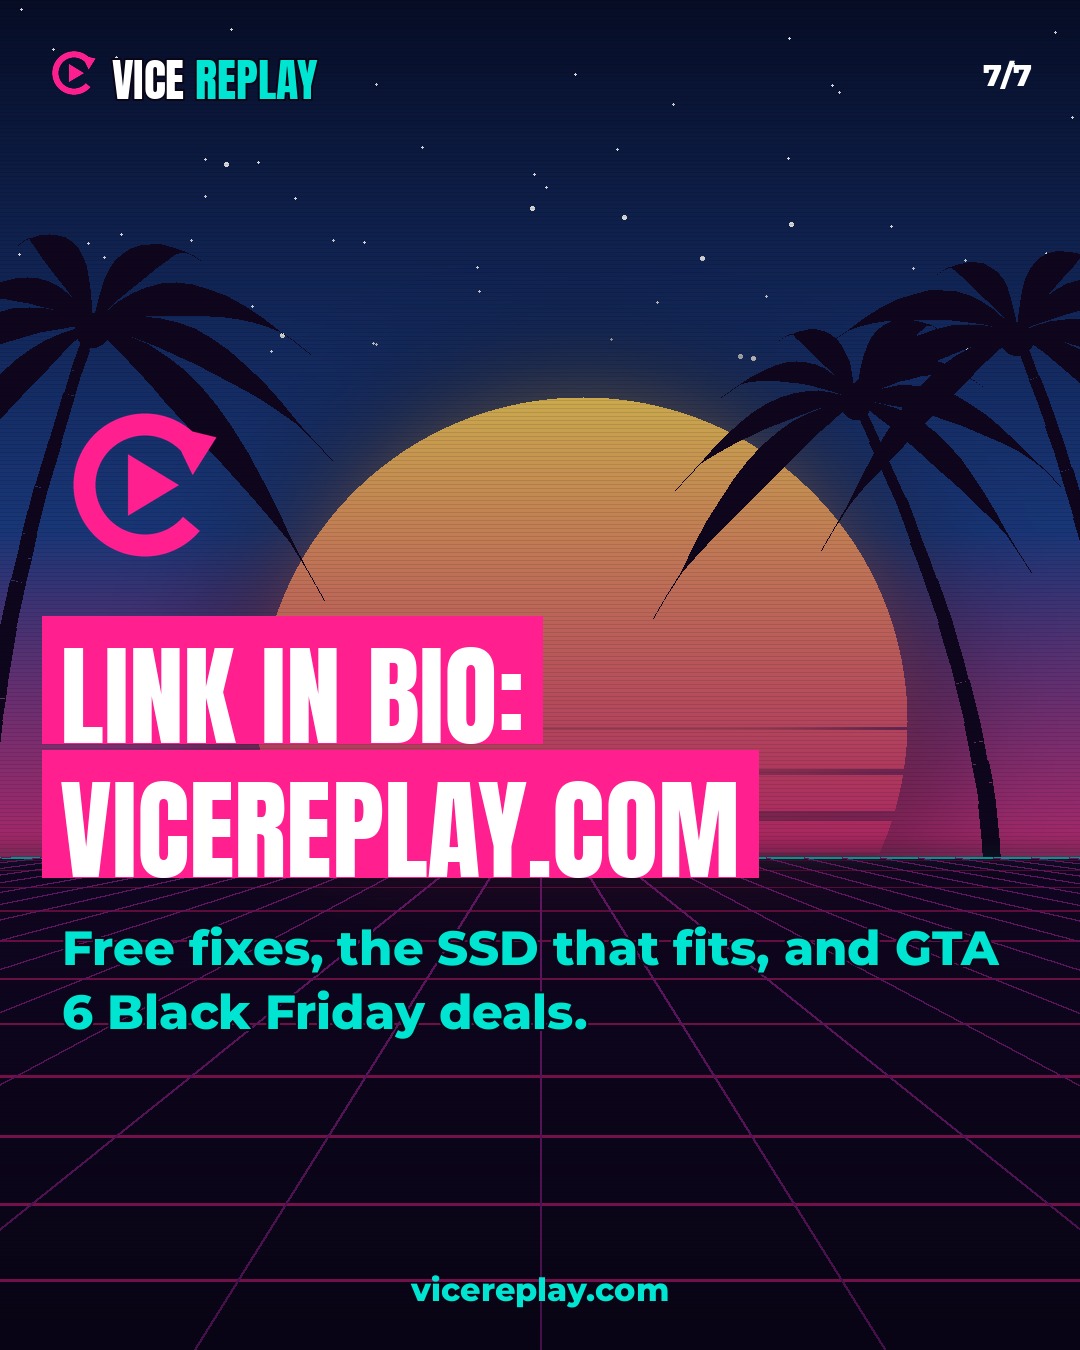 VICE REPLAY
7/7
LINK IN BIO:
VICEREPLAY.COM
Free fixes, the SSD that fits, and GTA
6 Black Friday deals.
vicereplay.com